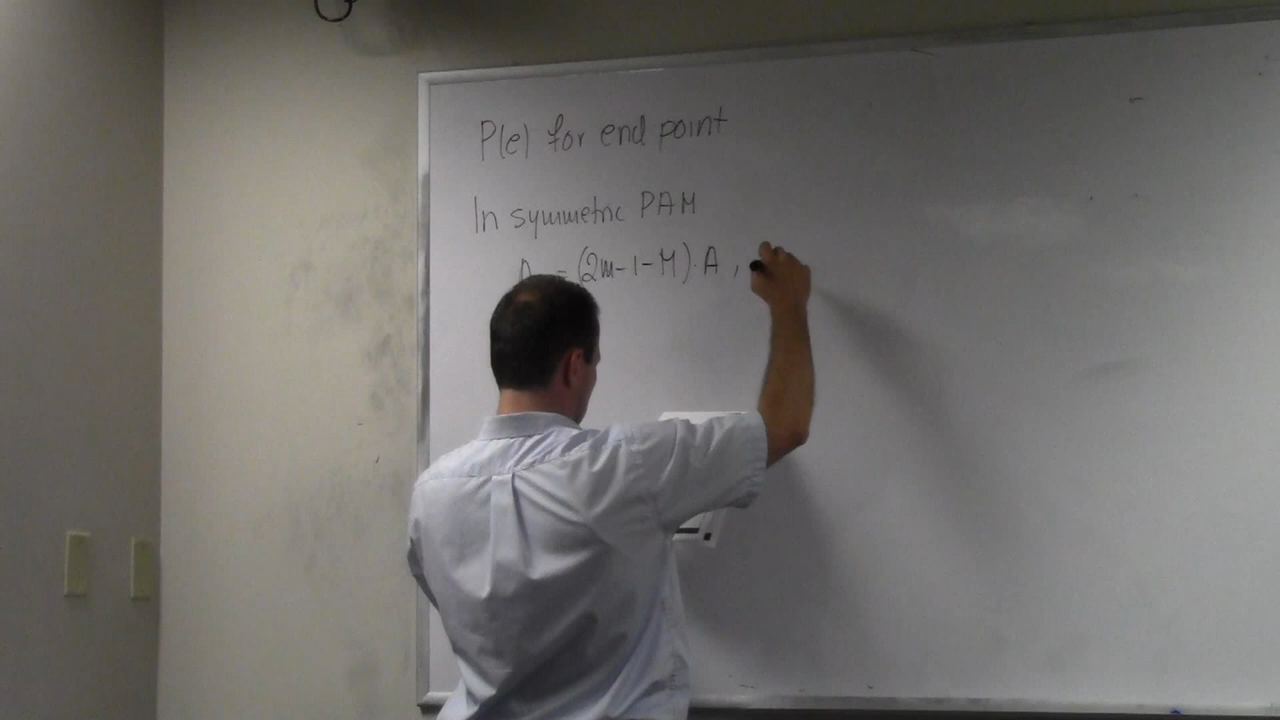 P(e) for end point
In symmetric PAM
= (2m-1-M)·A ,